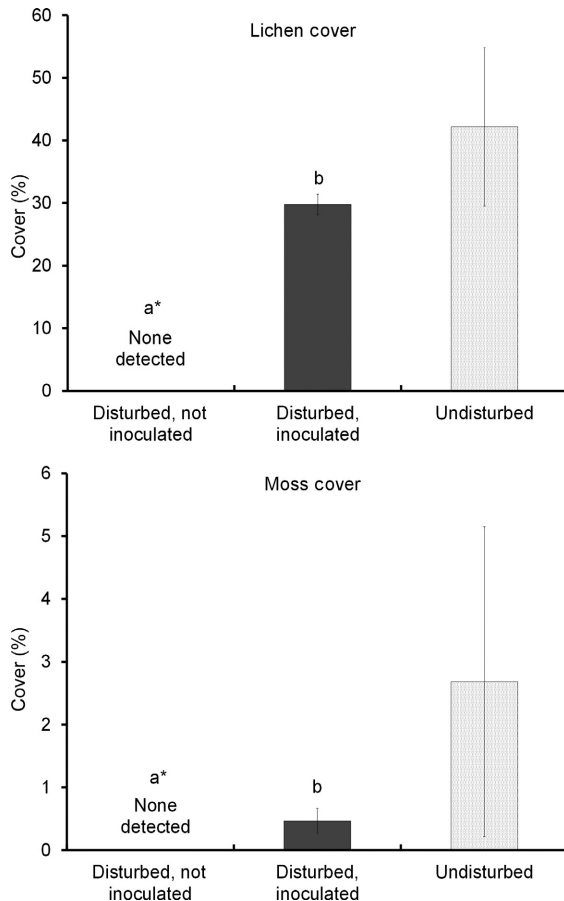 Lichen cover
60
50
40
30
20
10
0
Cover (%)
a*
None
detected
b
Disturbed, not
inoculated
Disturbed,
inoculated
Undisturbed
Moss cover
6
5
4
3
2
1
0
Cover (%)
a*
None
detected
b
Disturbed, not
inoculated
Disturbed,
inoculated
Undisturbed